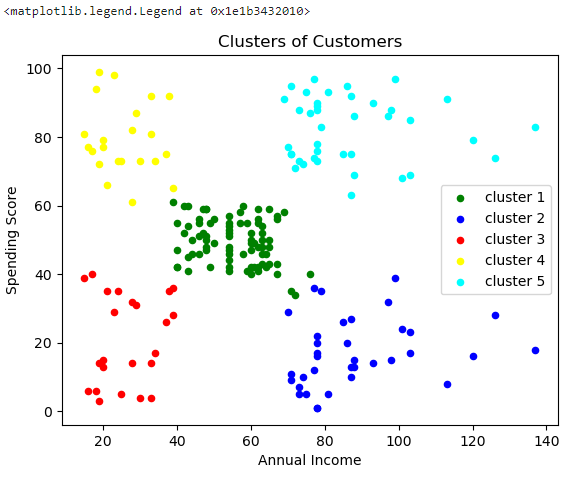 <matplotlib.legend.Legend at 0x1e1b3432010>
Clusters of Customers
100
80
60
40
20
0
Spending Score
cluster 1
cluster 2
cluster 3
cluster 4
cluster 5
20 40 60 80 100 120 140
Annual Income